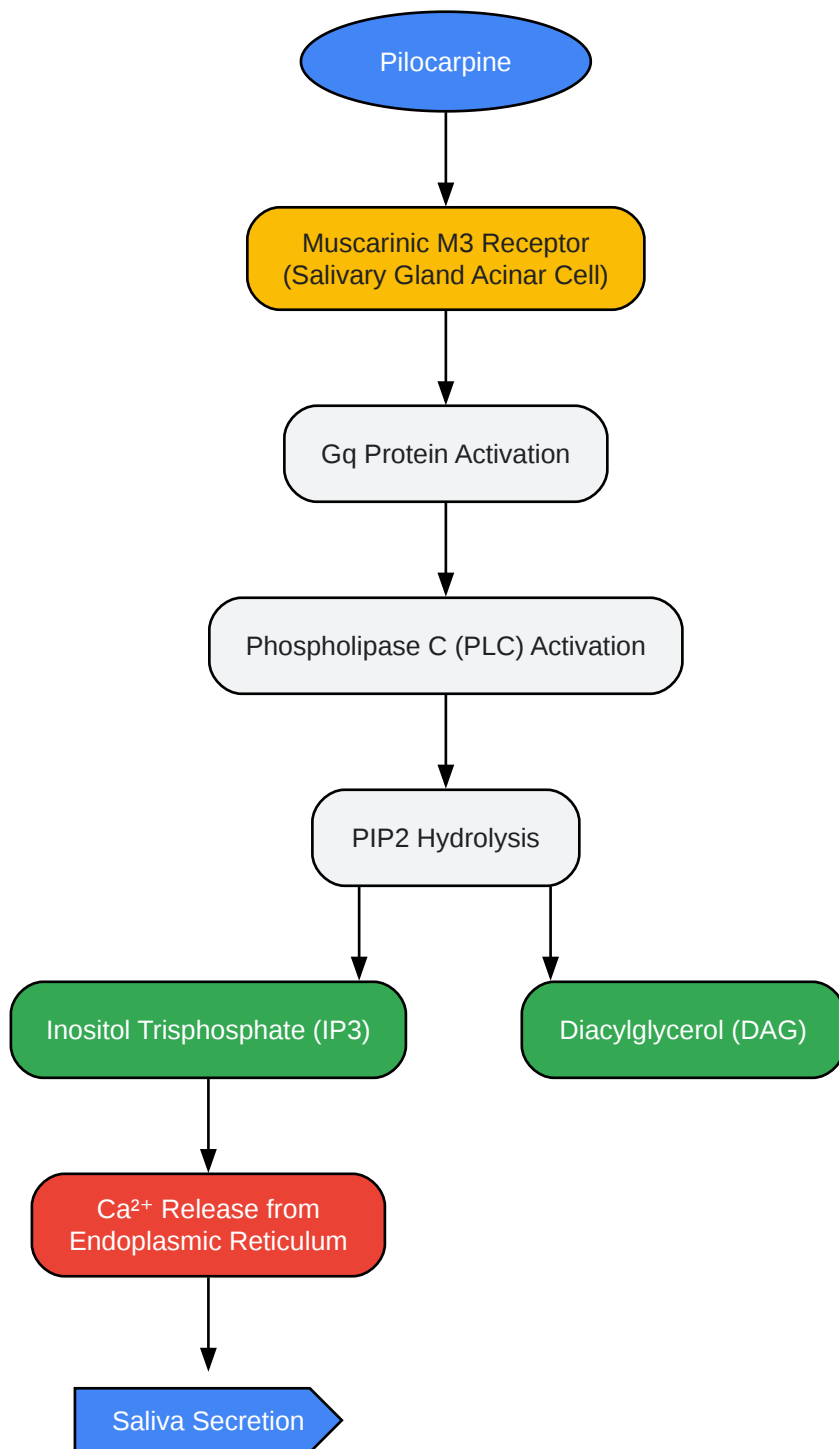 Pilocarpine
Muscarinic M3 Receptor
(Salivary Gland Acinar Cell)
Gq Protein Activation
Phospholipase C (PLC) Activation
PIP2 Hydrolysis
Inositol Trisphosphate (IP3)
Diacylglycerol (DAG)
Ca²⁺ Release from
Endoplasmic Reticulum
Saliva Secretion